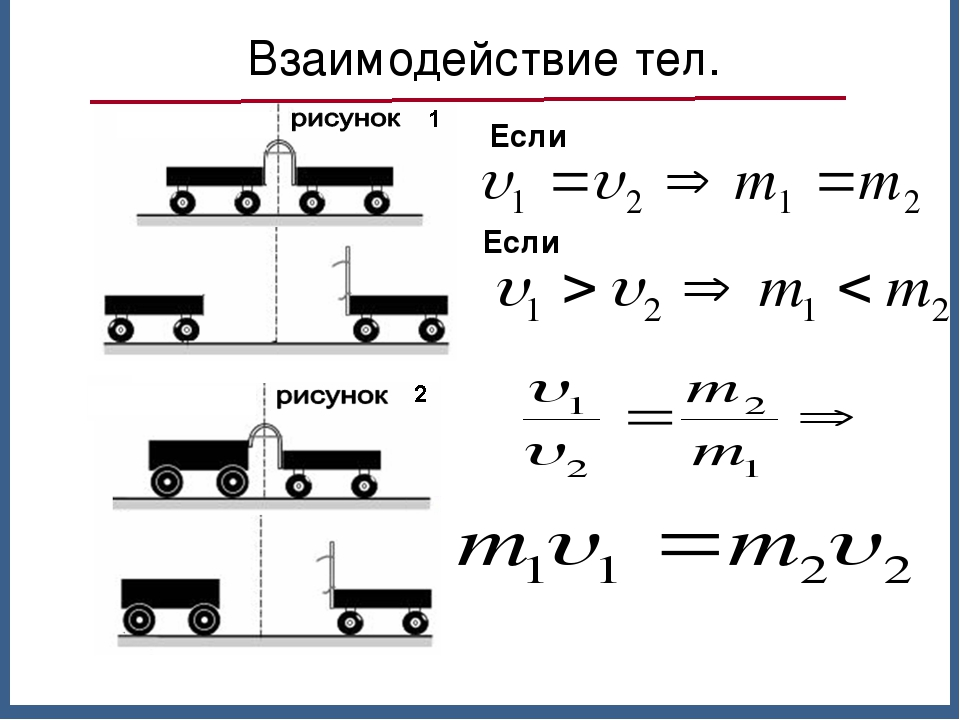 Взаимодействие тел.
рисунок 1
Если
υ₁ = υ₂ ⇒ m₁ = m₂
Если
υ₁ > υ₂ ⇒ m₁ < m₂
υ₁/υ₂ = m₂/m₁ ⇒
рисунок 2
m₁υ₁ = m₂υ₂